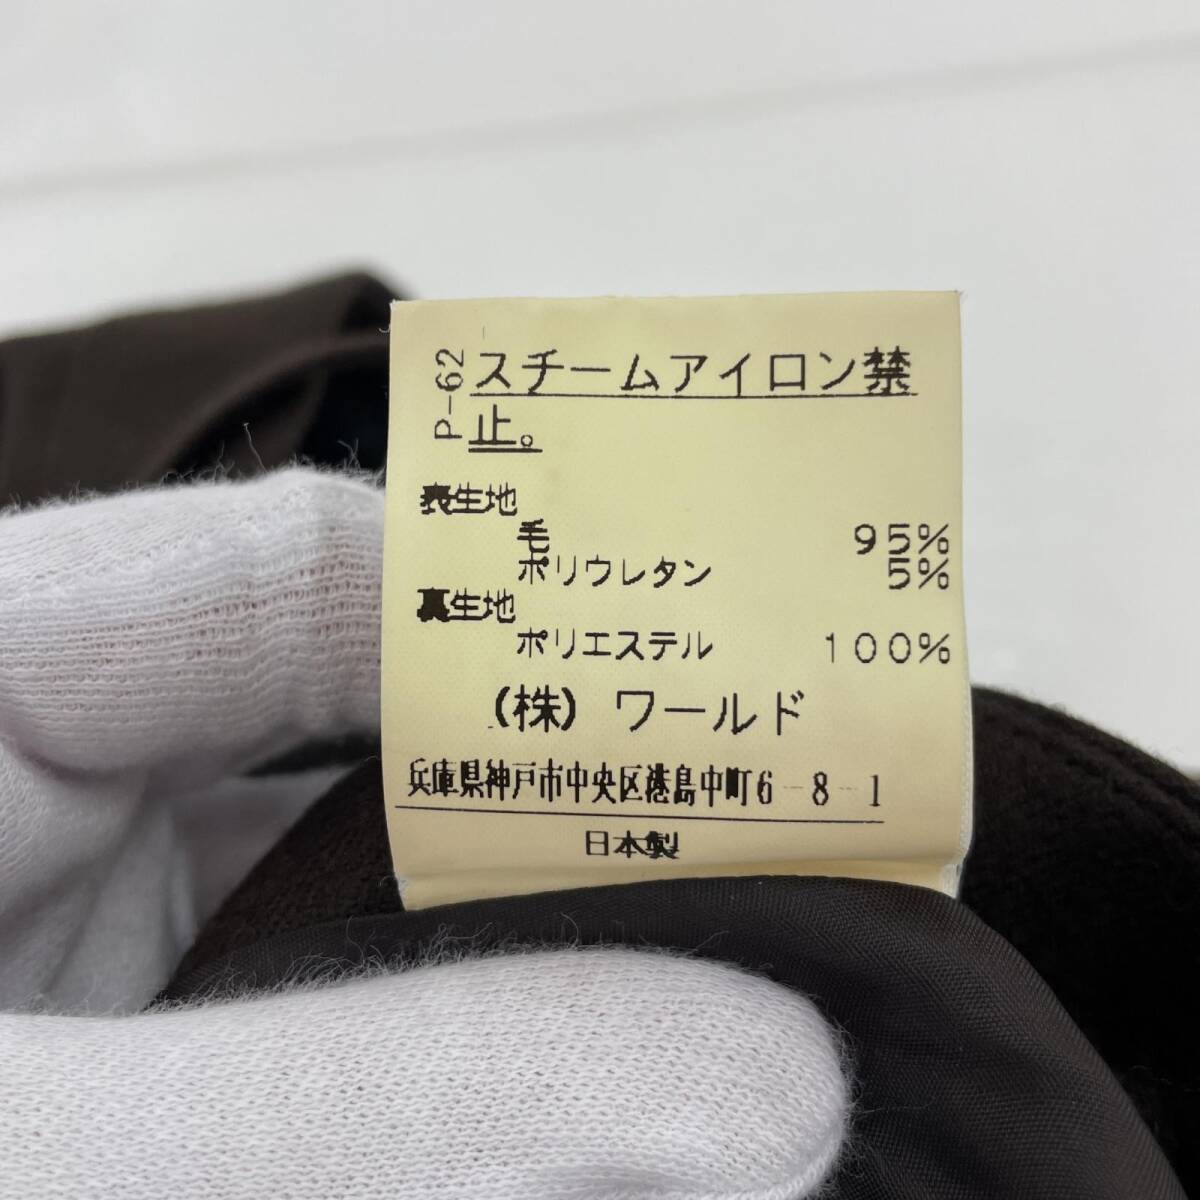 P-62
スチームアイロン禁
止。
表生地
毛 95%
ポリウレタン 5%
裏生地
ポリエステル 100%
(株) ワールド
兵庫県神戸市中央区港島中町6-8-1
日本製